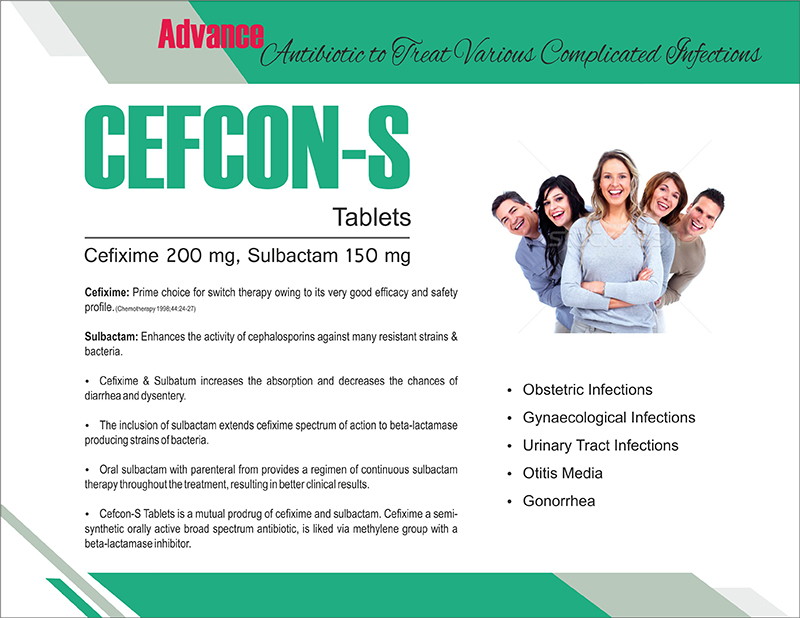 Advance Antibiotic to Treat Various Complicated Infections
CEFCON-S
Tablets
Cefixime 200 mg, Sulbactam 150 mg
Cefixime: Prime choice for switch therapy owing to its very good efficacy and safety
profile. (Chemotherapy 1998;44:24-27)
Sulbactam: Enhances the activity of cephalosporins against many resistant strains &
bacteria.
• Cefixime & Sulbatum increases the absorption and decreases the chances of
diarrhea and dysentery.
• The inclusion of sulbactam extends cefixime spectrum of action to beta-lactamase
producing strains of bacteria.
• Oral sulbactam with parenteral from provides a regimen of continuous sulbactam
therapy throughout the treatment, resulting in better clinical results.
• Cefcon-S Tablets is a mutual prodrug of cefixime and sulbactam. Cefixime a semi-
synthetic orally active broad spectrum antibiotic, is liked via methylene group with a
beta-lactamase inhibitor.
• Obstetric Infections
• Gynaecological Infections
• Urinary Tract Infections
• Otitis Media
• Gonorrhea